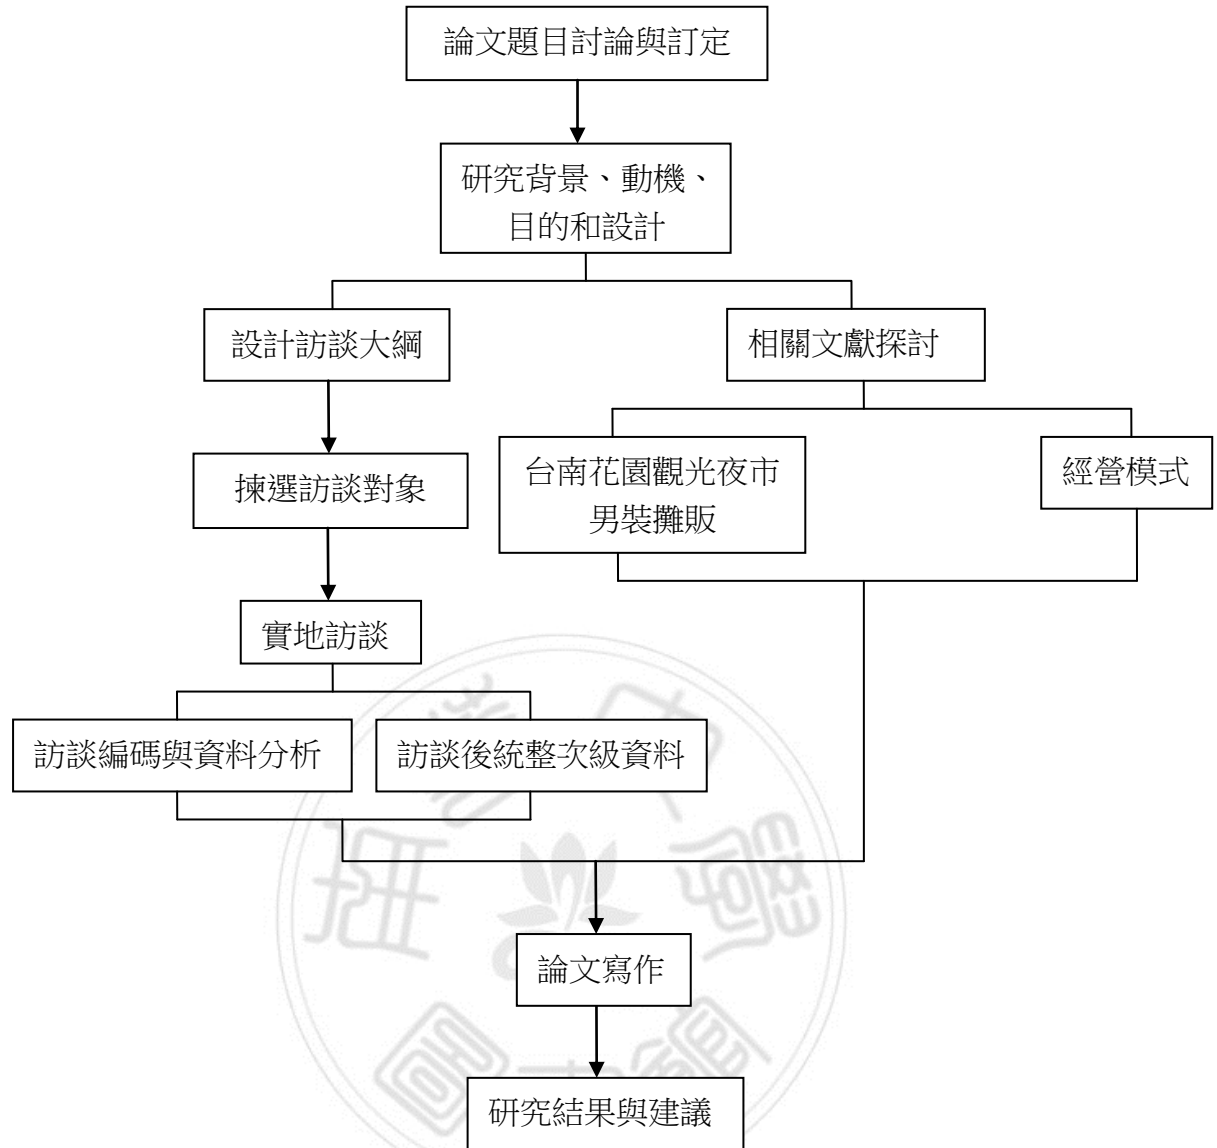 論文題目討論與訂定
研究背景、動機、
目的和設計
設計訪談大綱
相關文獻探討
揀選訪談對象
台南花園觀光夜市
男裝攤販
經營模式
實地訪談
訪談編碼與資料分析
訪談後統整次級資料
論文寫作
研究結果與建議